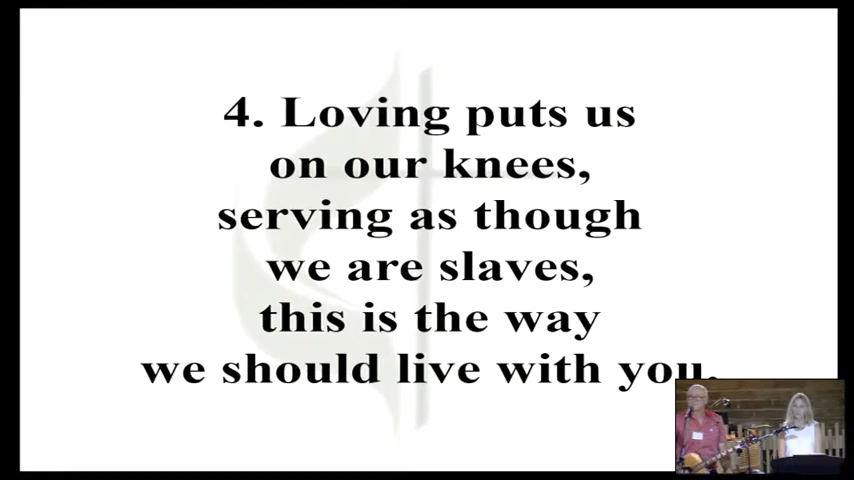 4. Loving puts us
on our knees,
serving as though
we are slaves,
this is the way
we should live with you.